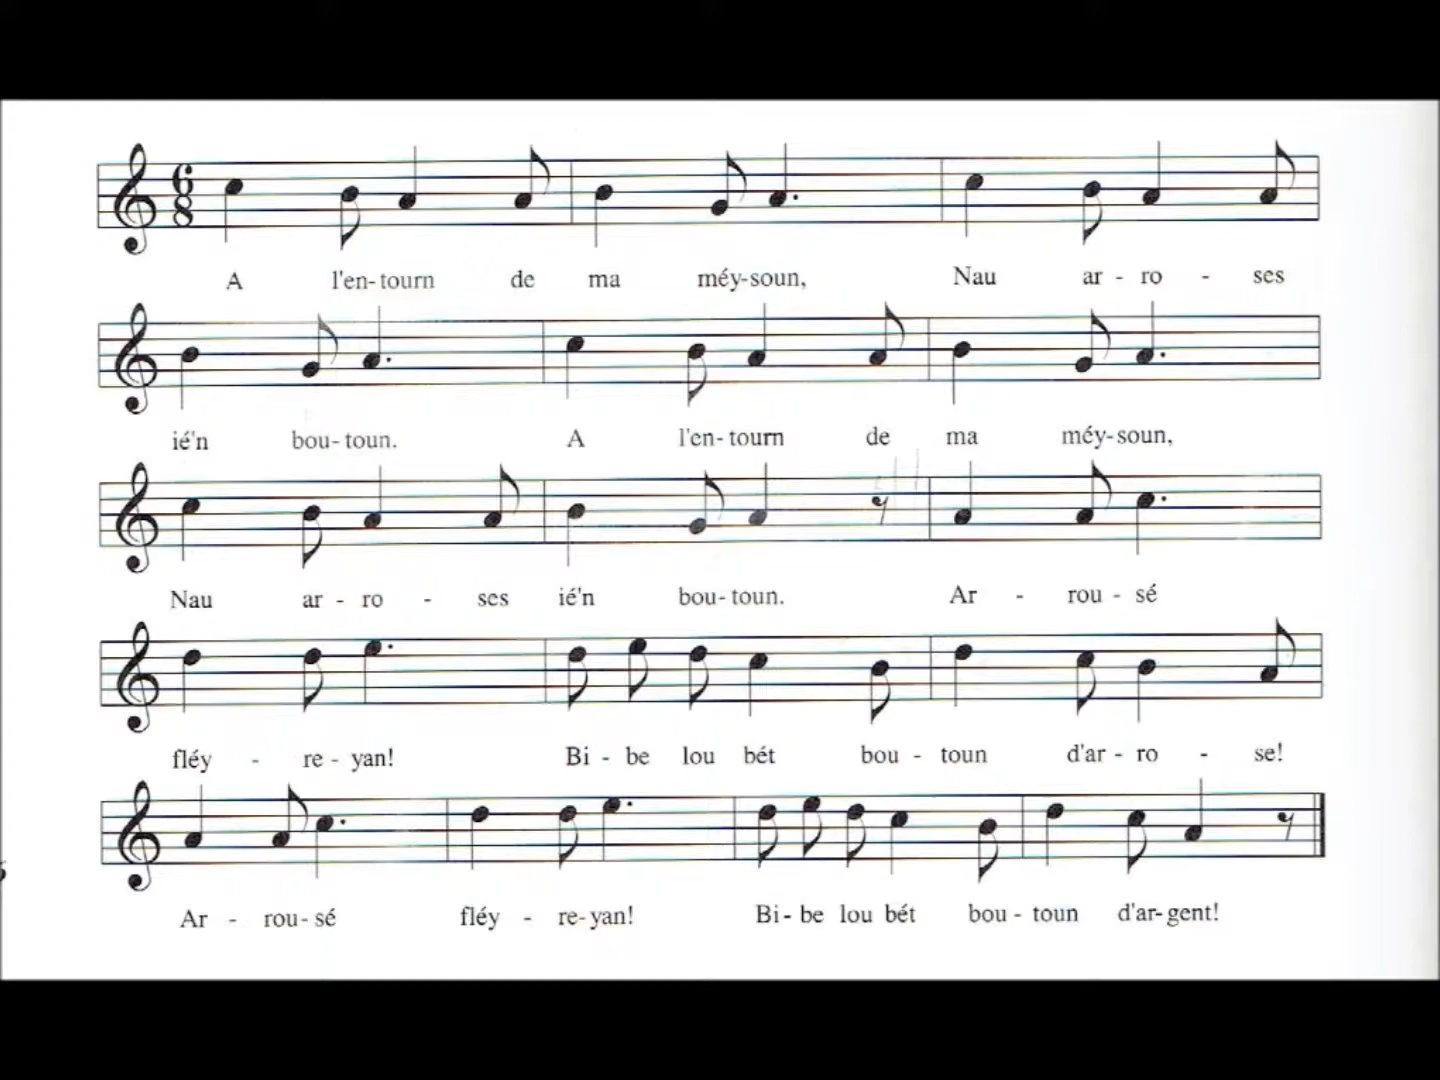 6
8
A l'en-tourn de ma méy-soun, Nau ar - ro - ses
ié'n bou-toun. A l'en-tourn de ma méy-soun,
Nau ar - ro - ses ié'n bou-toun. Ar - rou - sé
fléy - re - yan! Bi - be lou bét bou - toun d'ar - ro - se!
Ar - rou-sé fléy - re-yan! Bi- be lou bét bou - toun d'ar-gent!